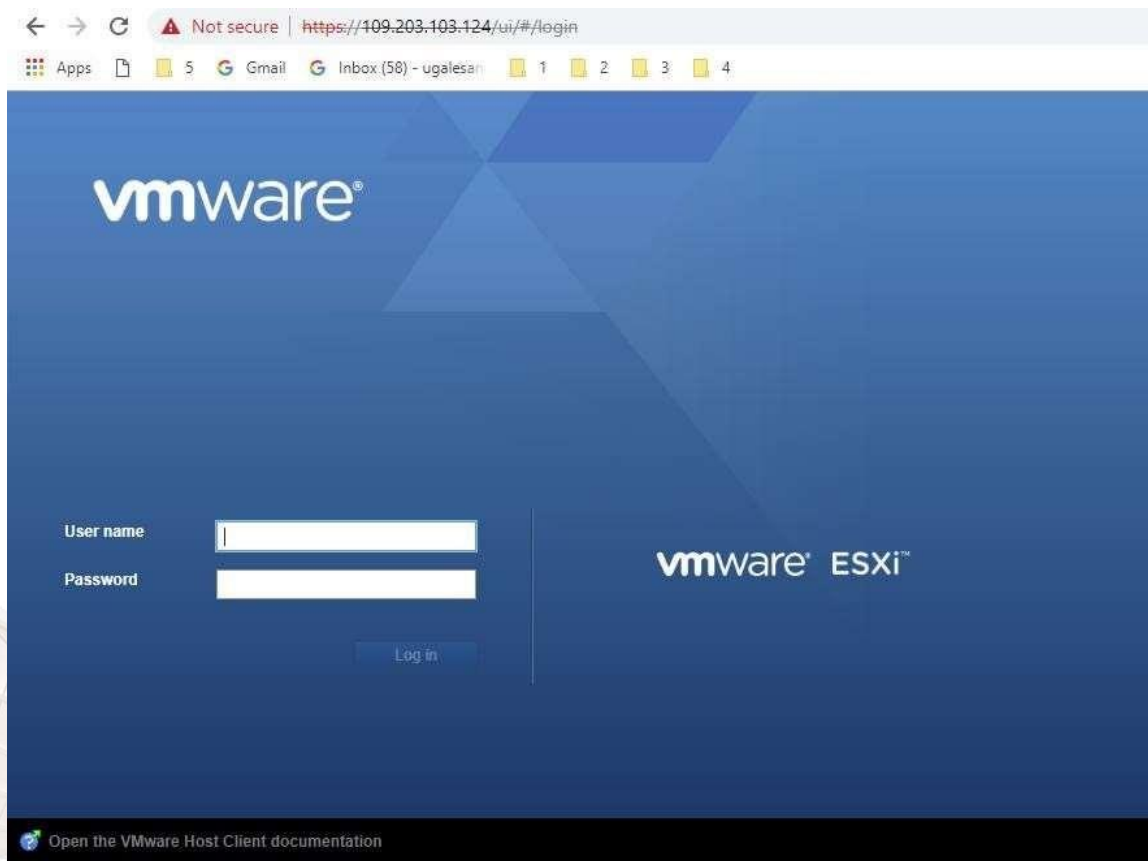 Not secure | https://109.203.103.124/ui/#/login
Apps 5 Gmail Inbox (58) - ugalesan 1 2 3 4
vmware®
User name
Password
Log in
vmware® ESXi™
Open the VMware Host Client documentation